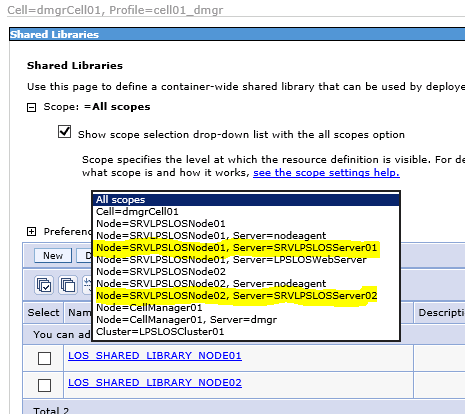 Cell=dmgrCell01, Profile=cell01_dmgr
Shared Libraries
Shared Libraries
Use this page to define a container-wide shared library that can be used by deploye
Scope: =All scopes
Show scope selection drop-down list with the all scopes option
Scope specifies the level at which the resource definition is visible. For de
what scope is and how it works, see the scope settings help.
All scopes
Cell=dmgrCell01
Node=SRVLPSLOSNode01
Node=SRVLPSLOSNode01, Server=nodeagent
Node=SRVLPSLOSNode01, Server=SRVLPSLOSServer01
Node=SRVLPSLOSNode01, Server=LPSLOSWebServer
Node=SRVLPSLOSNode02
Node=SRVLPSLOSNode02, Server=nodeagent
Node=SRVLPSLOSNode02, Server=SRVLPSLOSServer02
Node=CellManager01
Node=CellManager01, Server=dmgr
Cluster=LPSLOSCluster01
Preferenc
New D
Select Nam Descripti
You can ad
LOS_SHARED_LIBRARY_NODE01
LOS_SHARED_LIBRARY_NODE02
Total 2